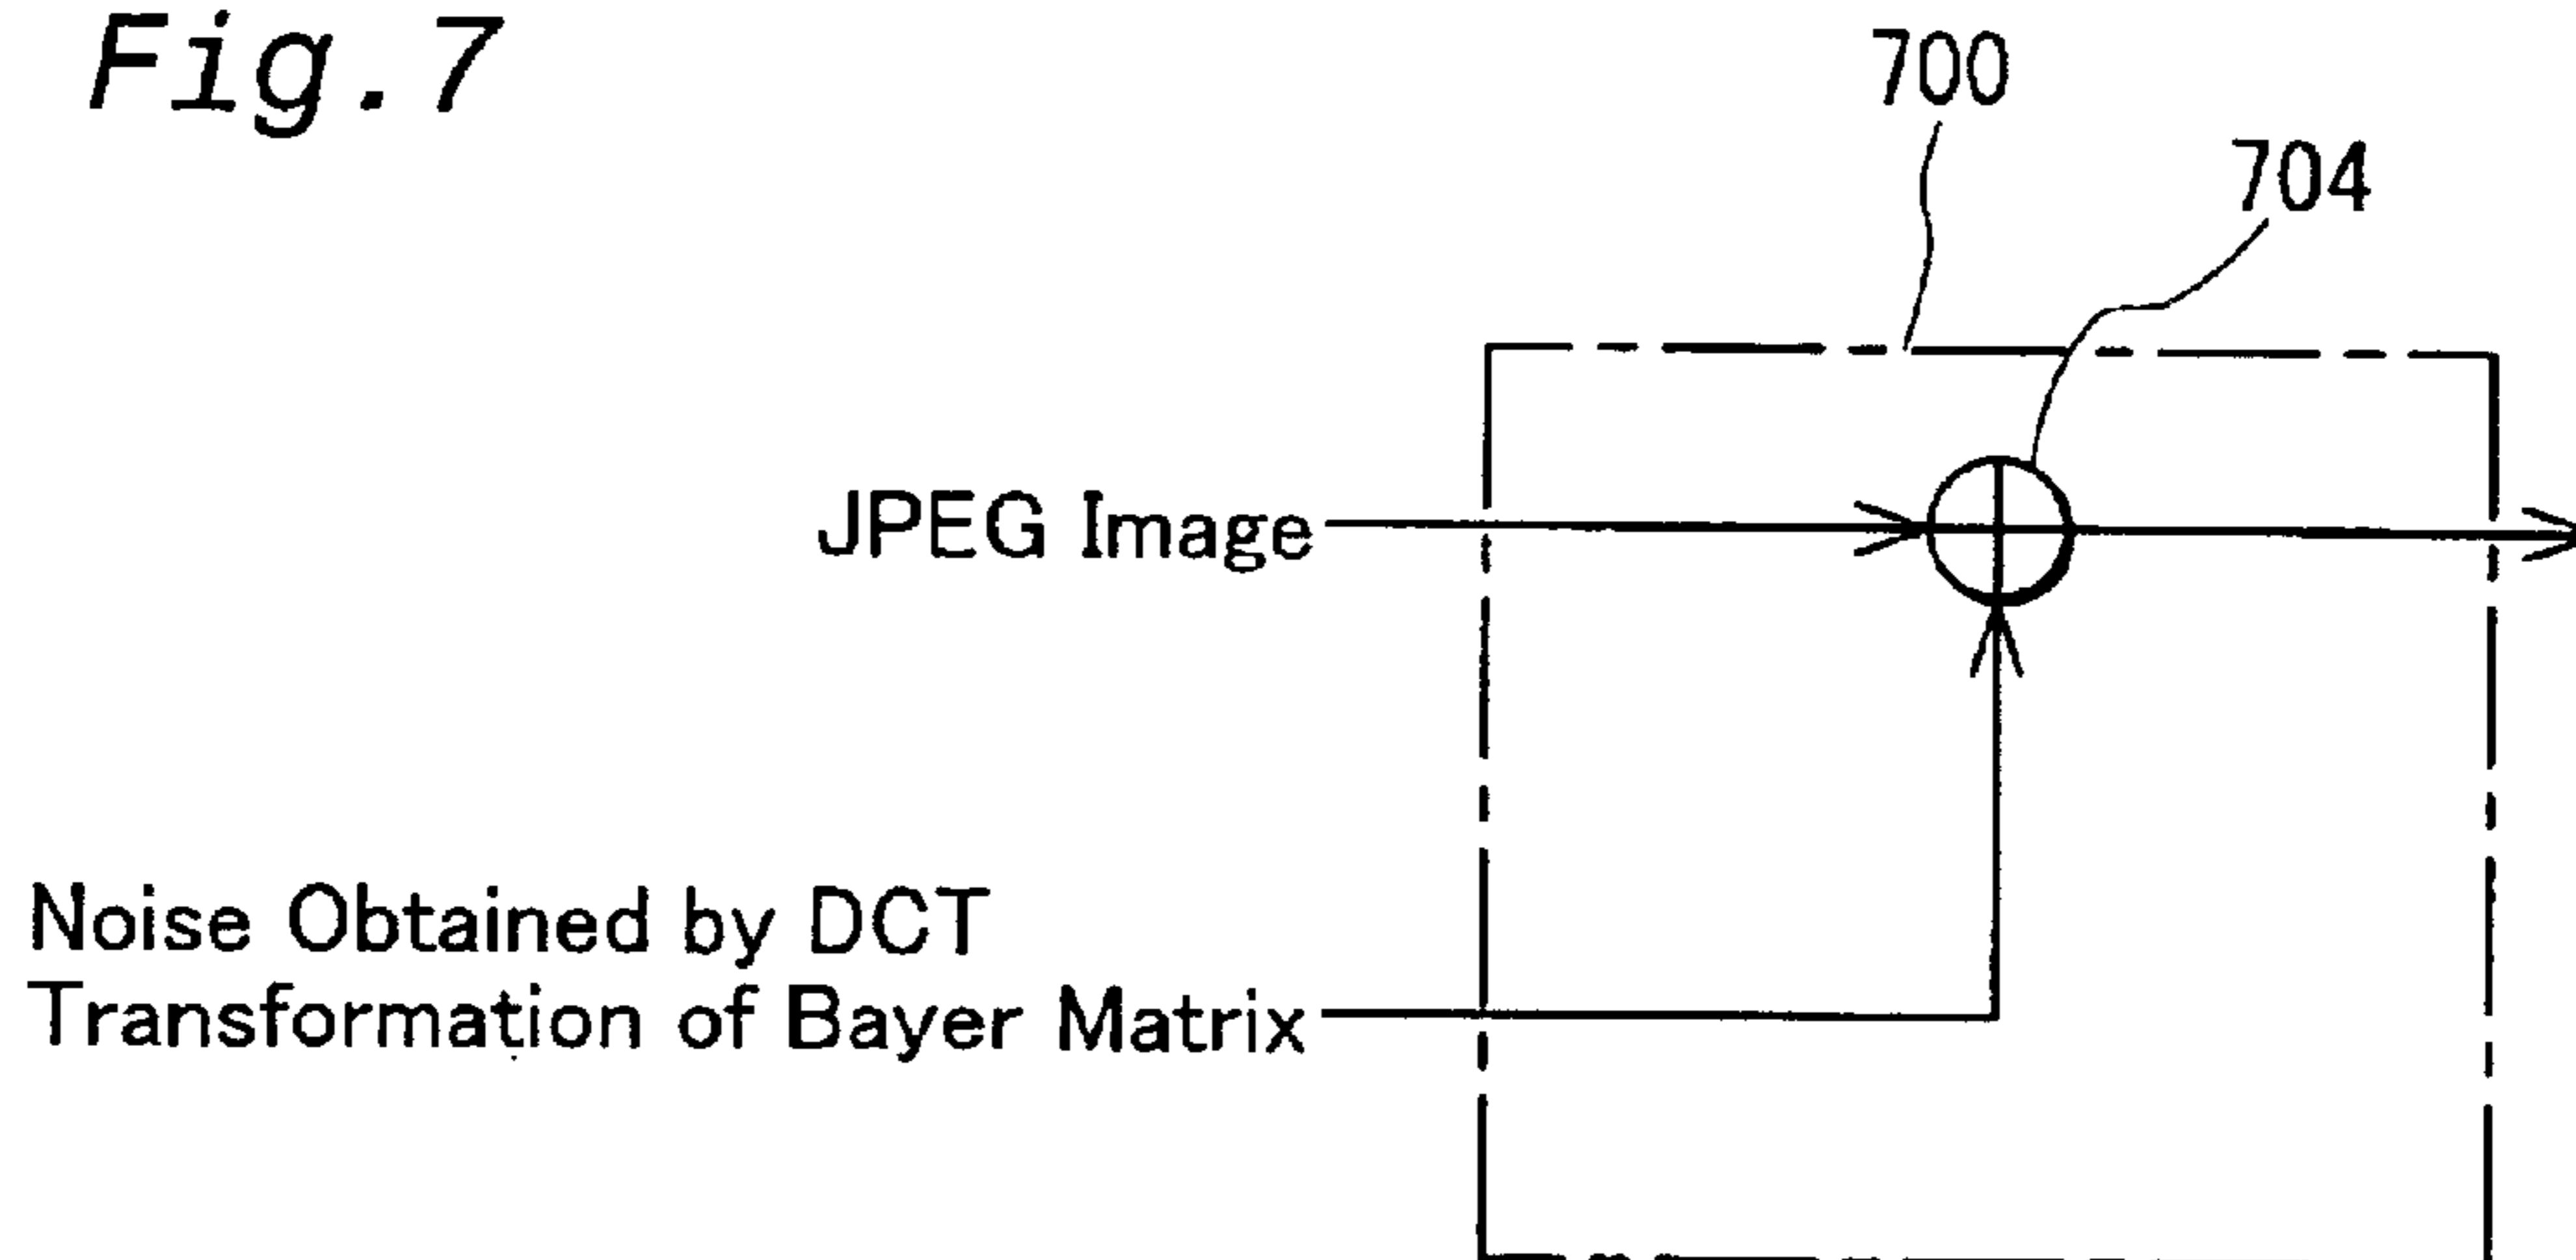 Fig.7
700
704
JPEG Image
Noise Obtained by DCT
Transformation of Bayer Matrix